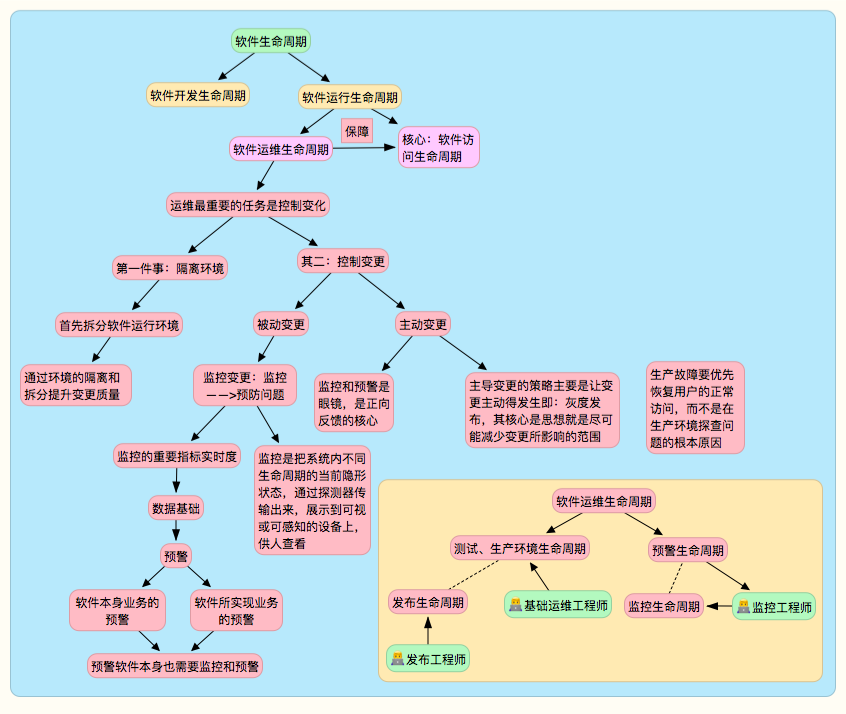 软件生命周期
软件开发生命周期
软件运行生命周期
保障
软件运维生命周期
核心：软件访
问生命周期
运维最重要的任务是控制变化
第一件事：隔离环境
其二：控制变更
首先拆分软件运行环境
被动变更
主动变更
通过环境的隔离和
拆分提升变更质量
监控变更：监控
——>预防问题
监控和预警是
眼镜，是正向
反馈的核心
主导变更的策略主要是让变
更主动得发生即：灰度发
布，其核心是思想就是尽可
能减少变更所影响的范围
生产故障要优先
恢复用户的正常
访问，而不是在
生产环境探查问
题的根本原因
监控的重要指标实时度
监控是把系统内不同
生命周期的当前隐形
状态，通过探测器传
输出来，展示到可视
或可感知的设备上，
供人查看
数据基础
预警
软件本身业务的
预警
软件所实现业务
的预警
预警软件本身也需要监控和预警
软件运维生命周期
测试、生产环境生命周期
预警生命周期
发布生命周期
基础运维工程师
监控生命周期
监控工程师
发布工程师